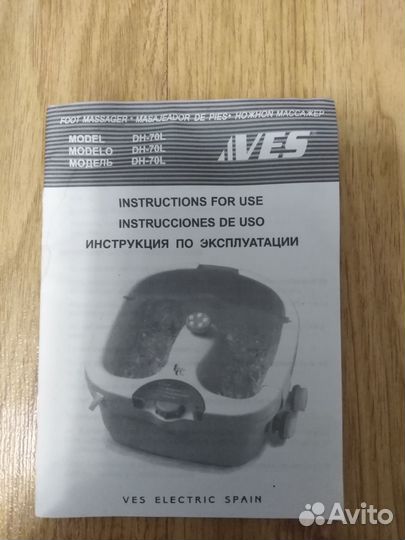 FOOT MASSAGER * MASAJEADOR DE PIES* НОЖНОЙ МАССАЖЕР
MODEL DH-70L
MODELO DH-70L
МОДЕЛЬ DH-70L
VES
INSTRUCTIONS FOR USE
INSTRUCCIONES DE USO
ИНСТРУКЦИЯ ПО ЭКСПЛУАТАЦИИ
VES ELECTRIC SPAIN
Avito